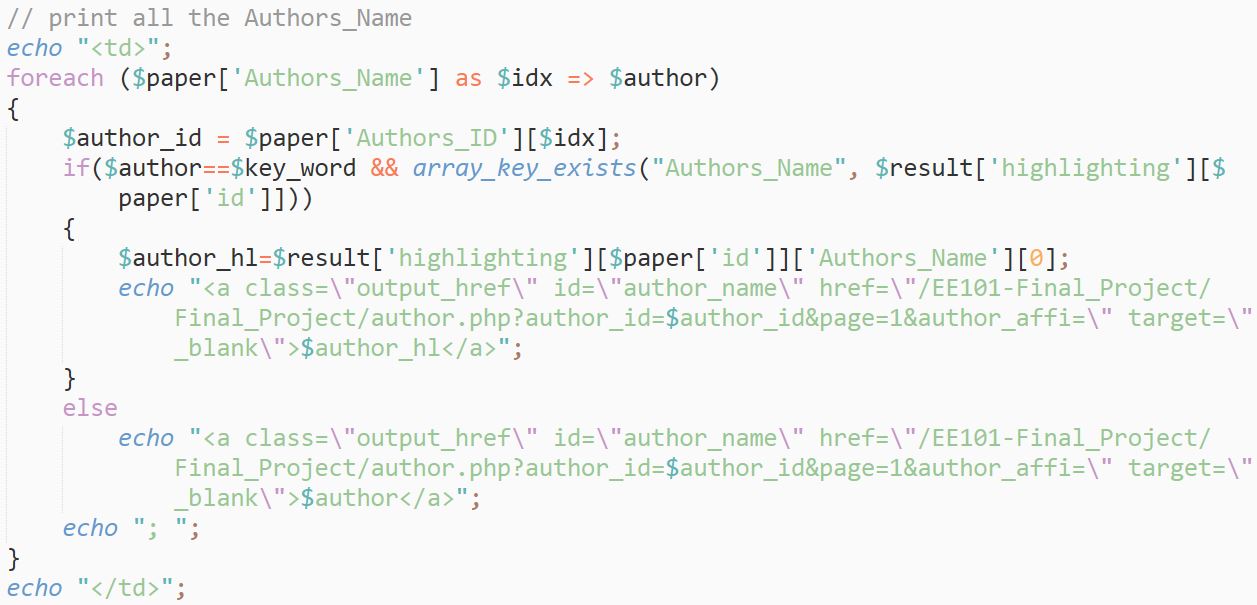 // print all the Authors_Name
echo "<td>";
foreach ($paper['Authors_Name'] as $idx => $author)
{
    $author_id = $paper['Authors_ID'][$idx];
    if($author==$key_word && array_key_exists("Authors_Name", $result['highlighting'][$
        paper['id']]))
    {
        $author_hl=$result['highlighting'][$paper['id']]['Authors_Name'][0];
        echo "<a class=\"output_href\" id=\"author_name\" href=\"/EE101-Final_Project/
            Final_Project/author.php?author_id=$author_id&page=1&author_affi=\" target=\"
            _blank\">$author_hl</a>";
    }
    else
        echo "<a class=\"output_href\" id=\"author_name\" href=\"/EE101-Final_Project/
            Final_Project/author.php?author_id=$author_id&page=1&author_affi=\" target=\"
            _blank\">$author</a>";
    echo "; ";
}
echo "</td>";